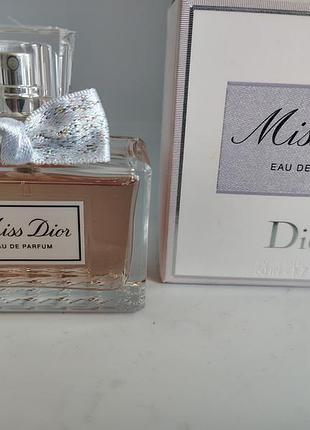 Miss Dior
EAU DE PARFUM
Mis
EAU DE
Dio